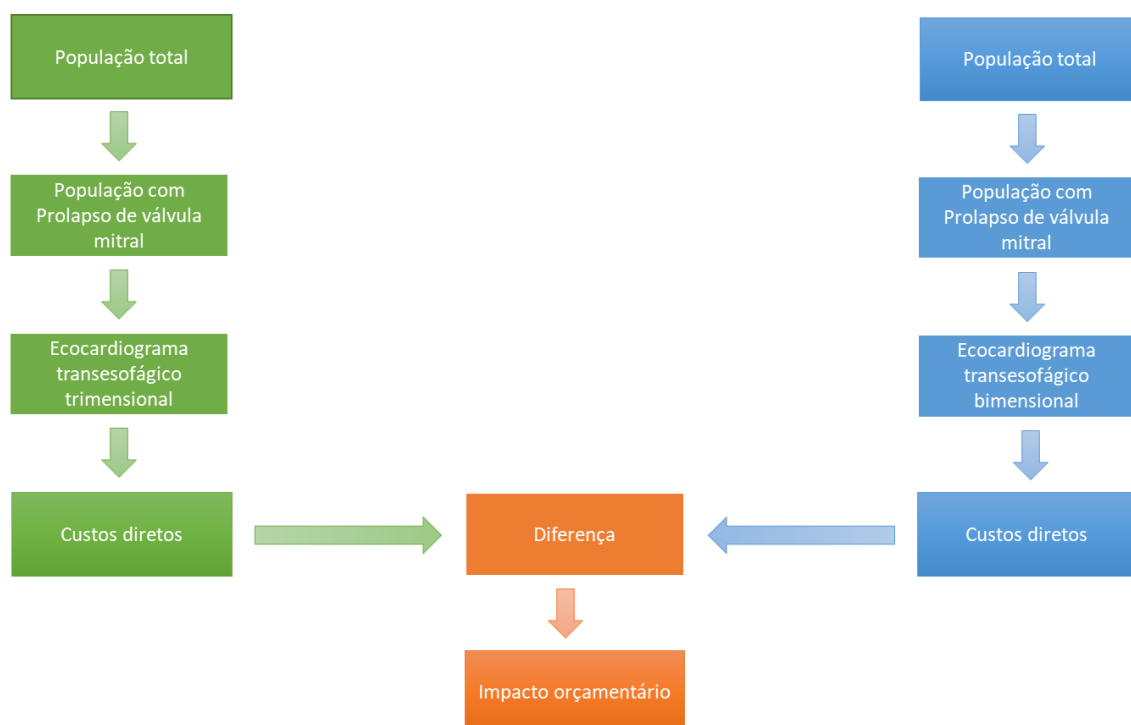 População total
População com
Prolapso de válvula
mitral
Ecocardiograma
transesofágico
trimensional
Custos diretos
População total
População com
Prolapso de válvula
mitral
Ecocardiograma
transesofágico
bimensional
Custos diretos
Diferença
Impacto orçamentário